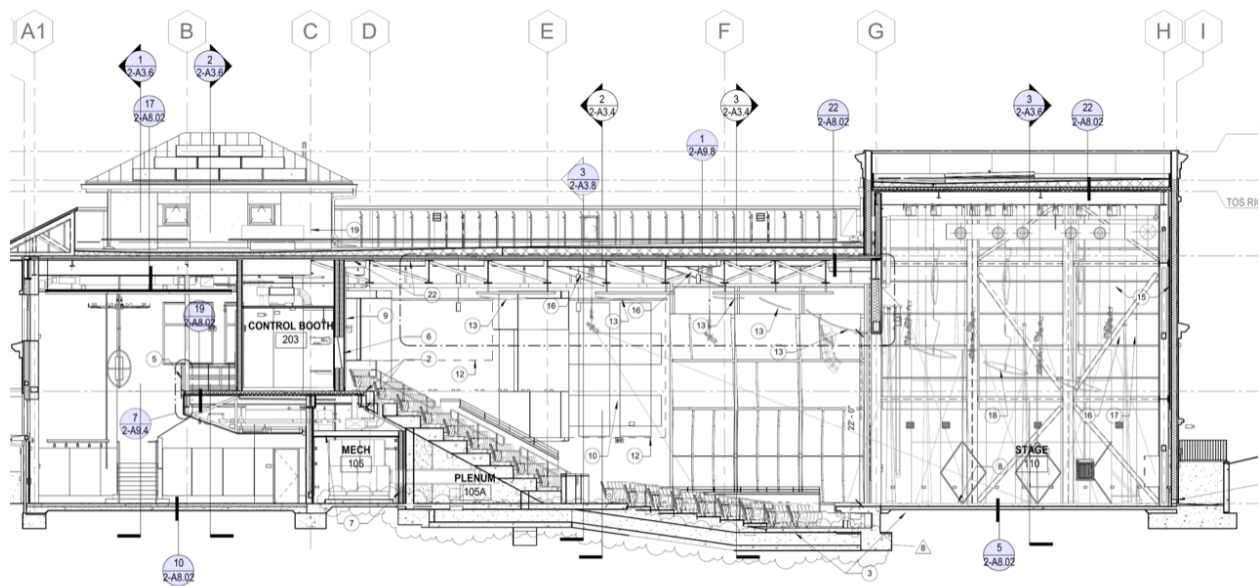 A1 B C D E F G H I
1
2-A3.6
2
2-A3.6
17
2-A8.02
2
2-A3.4
3
2-A3.4
22
2-A8.02
3
2-A3.6
22
2-A8.02
1
2-A9.8
3
2-A3.8
TOS RIG
19
22
16
16
15
19
2-A8.02
CONTROL BOOTH
203
9
13
13
13
13
6
5
2
12
13
7
2-A9.4
18
16
17
22'-0"
MECH
105
10
12
STAGE
110
8
PLENUM
105A
7
10
2-A8.02
3
8
5
2-A8.02